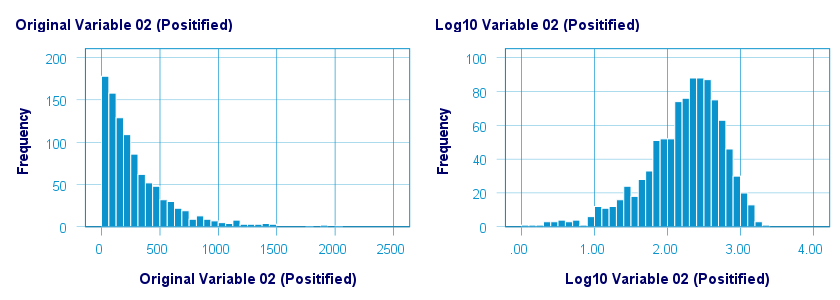 Original Variable 02 (Positified)
200
150
100
50
0
Frequency
0 500 1000 1500 2000 2500
Original Variable 02 (Positified)
Log10 Variable 02 (Positified)
100
80
60
40
20
0
Frequency
.00 1.00 2.00 3.00 4.00
Log10 Variable 02 (Positified)